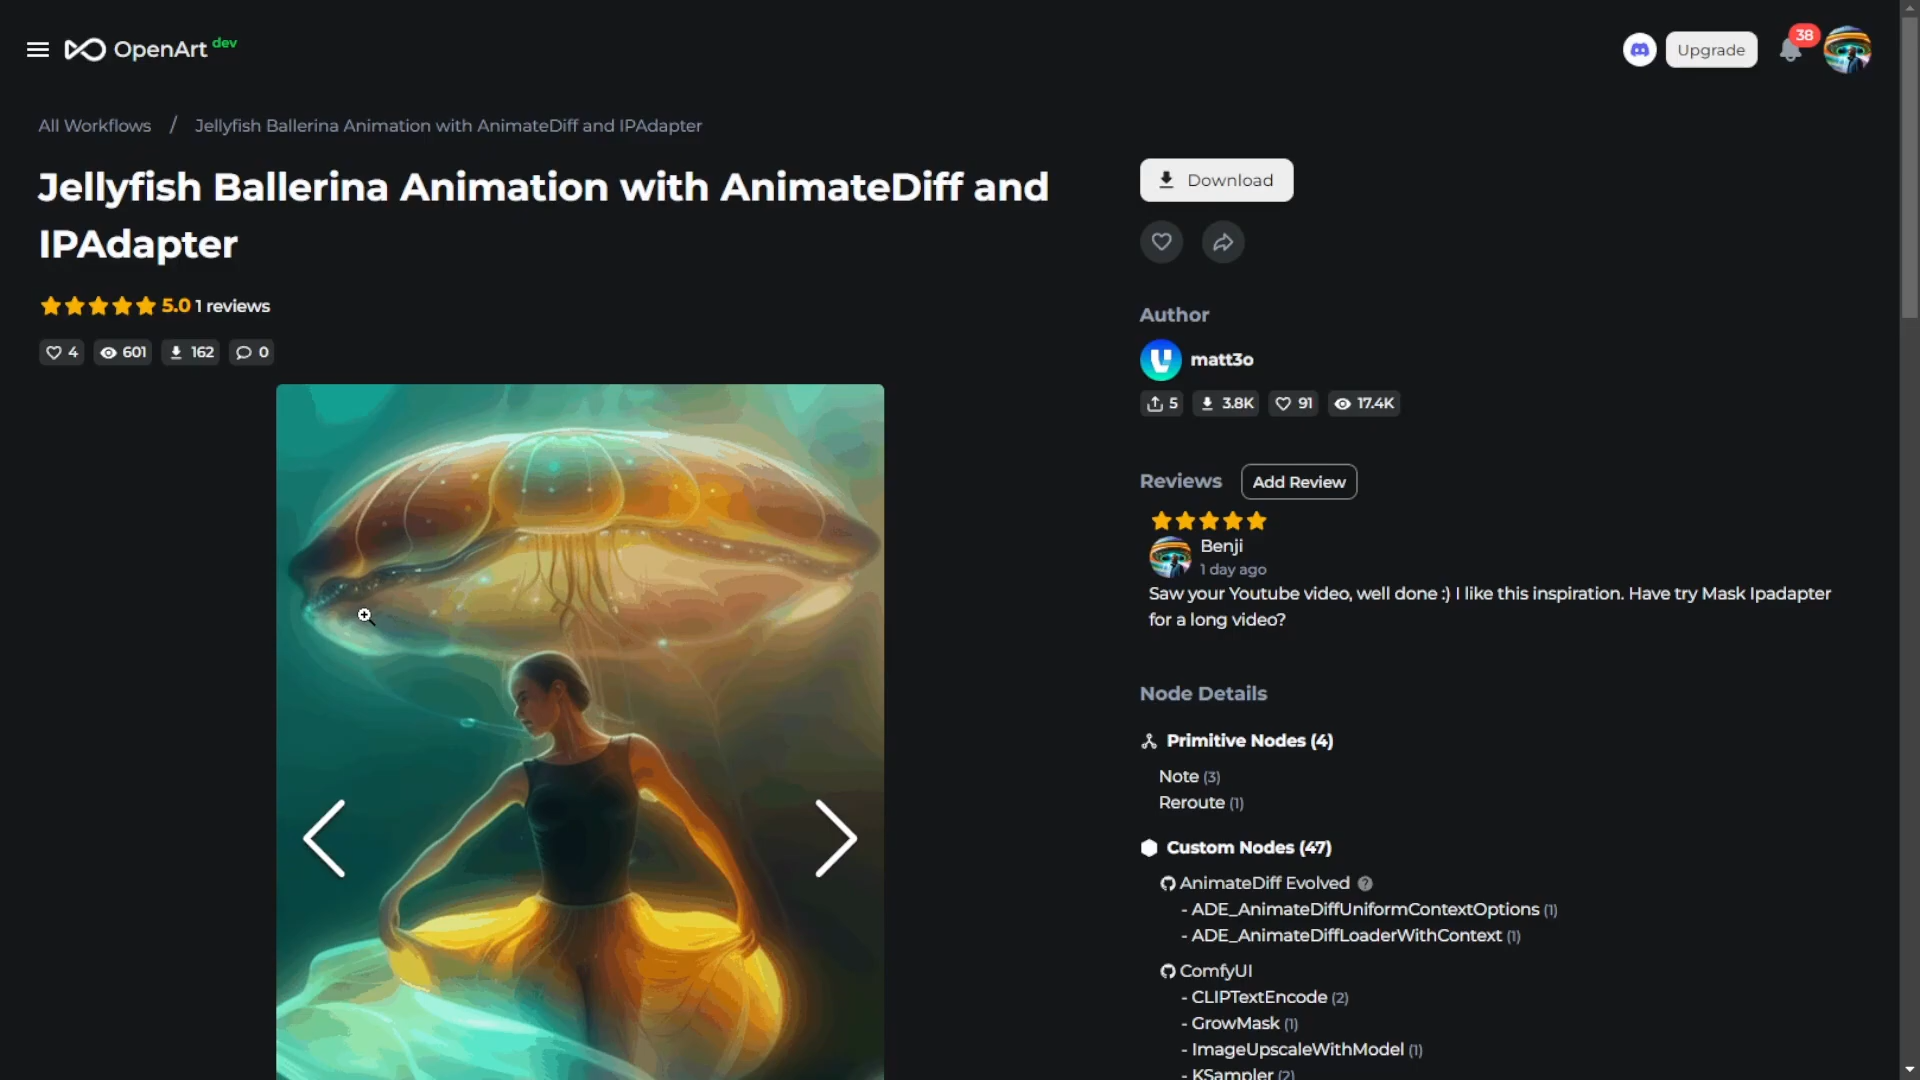 OpenArt dev
Upgrade
38
All Workflows / Jellyfish Ballerina Animation with AnimateDiff and IPAdapter
Jellyfish Ballerina Animation with AnimateDiff and
IPAdapter
5.0 1 reviews
4 601 162 0
Download
Author
matt3o
5 3.8K 91 17.4K
Reviews Add Review
Benji
1 day ago
Saw your Youtube video, well done :) I like this inspiration. Have try Mask Ipadapter
for a long video?
Node Details
Primitive Nodes (4)
Note (3)
Reroute (1)
Custom Nodes (47)
AnimateDiff Evolved ?
- ADE_AnimateDiffUniformContextOptions (1)
- ADE_AnimateDiffLoaderWithContext (1)
ComfyUI
- CLIPTextEncode (2)
- GrowMask (1)
- ImageUpscaleWithModel (1)
- KSampler (2)